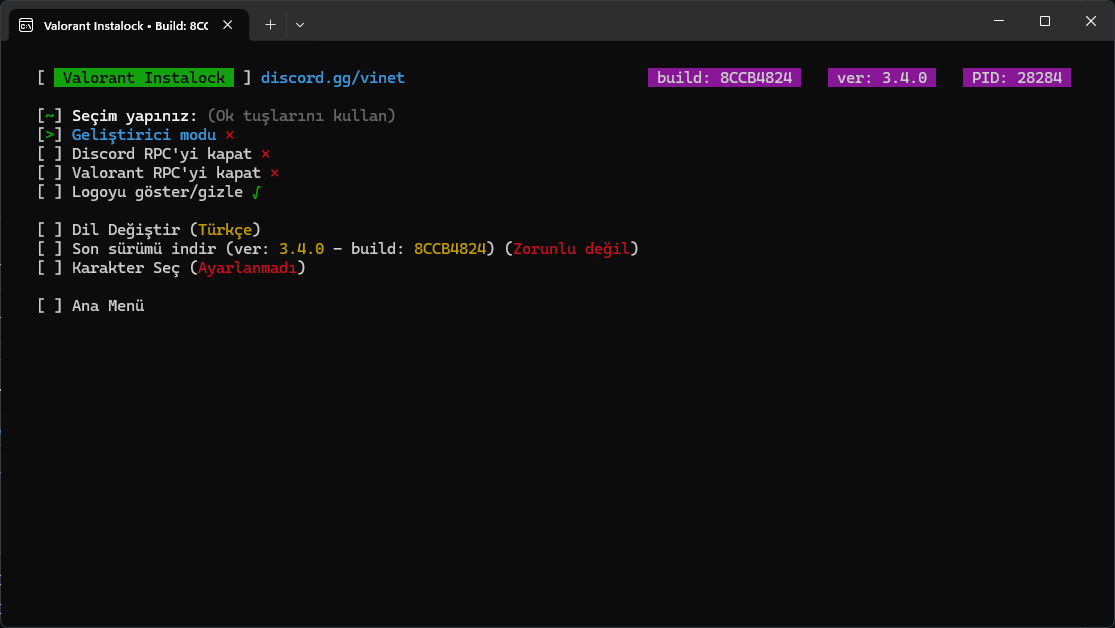 Valorant Instalock • Build: 8CC
[ Valorant Instalock ] discord.gg/vinet build: 8CCB4824 ver: 3.4.0 PID: 28284
[~] Seçim yapınız: (Ok tuşlarını kullan)
[>] Geliştirici modu ×
[ ] Discord RPC'yi kapat ×
[ ] Valorant RPC'yi kapat ×
[ ] Logoyu göster/gizle √
[ ] Dil Değiştir (Türkçe)
[ ] Son sürümü indir (ver: 3.4.0 - build: 8CCB4824) (Zorunlu değil)
[ ] Karakter Seç (Ayarlanmadı)
[ ] Ana Menü